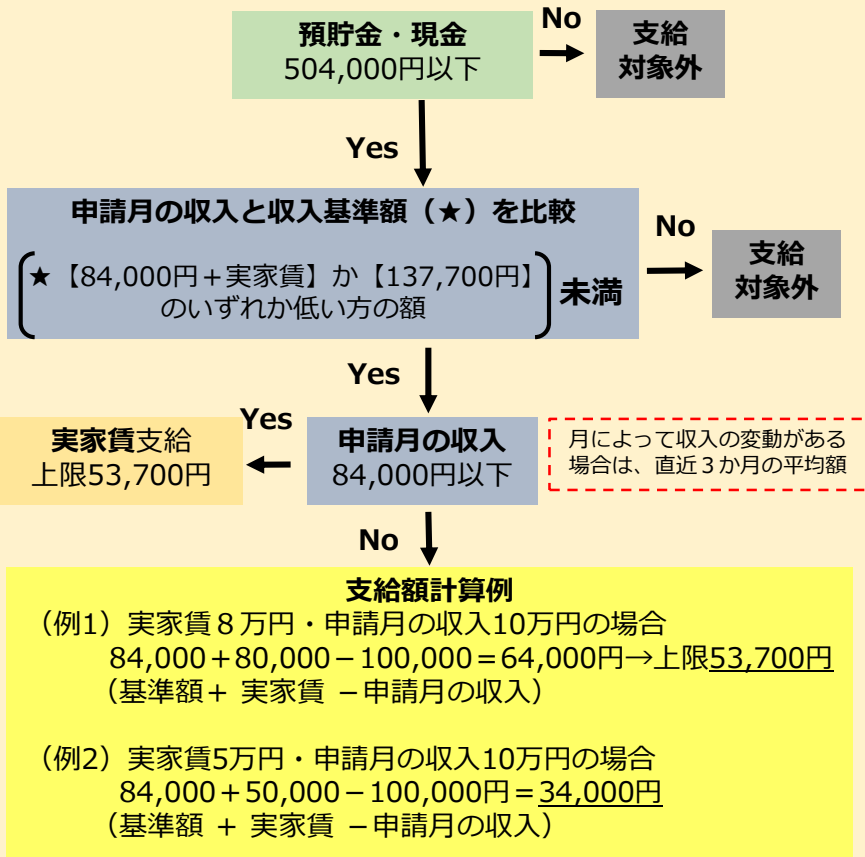 預貯金・現金
504,000円以下
No
支給
対象外
Yes
申請月の収入と収入基準額（★）を比較
★【84,000円＋実家賃】か【137,700円】
のいずれか低い方の額
未満
No
支給
対象外
Yes
実家賃支給
上限53,700円
Yes
申請月の収入
84,000円以下
月によって収入の変動がある
場合は、直近３か月の平均額
No
支給額計算例
（例1）実家賃８万円・申請月の収入10万円の場合
84,000＋80,000－100,000＝64,000円→上限53,700円
（基準額＋ 実家賃 －申請月の収入）
（例2）実家賃5万円・申請月の収入10万円の場合
84,000＋50,000－100,000円＝34,000円
（基準額 ＋ 実家賃 －申請月の収入）